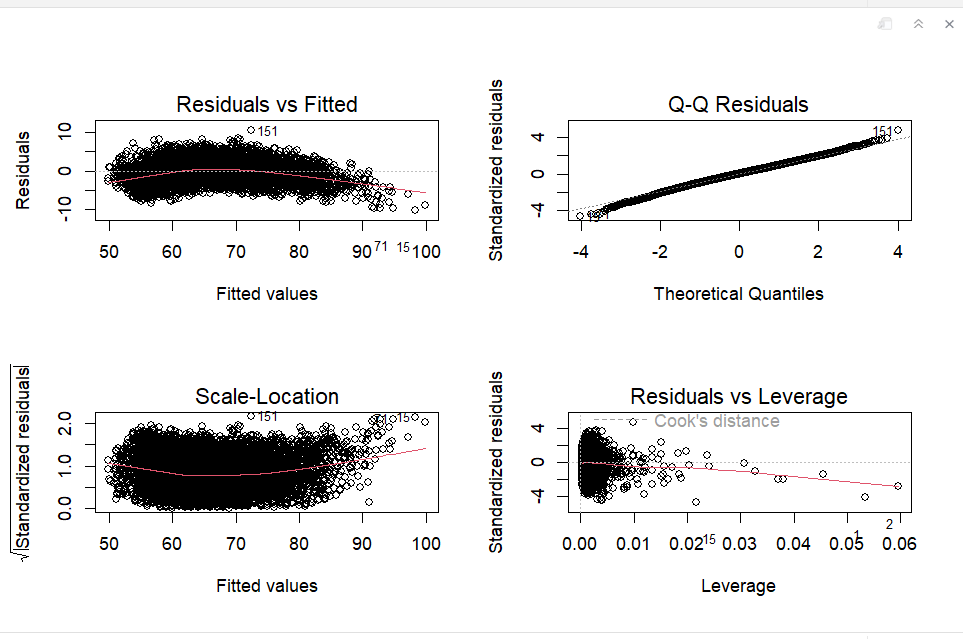 Residuals vs Fitted
Residuals
10
0
-10
151
71
15
50 60 70 80 90 100
Fitted values
Q-Q Residuals
Standardized residuals
4
0
-4
151
-4 -2 0 2 4
Theoretical Quantiles
Scale-Location
√|Standardized residuals|
2.0
1.0
0.0
151
71
15
50 60 70 80 90 100
Fitted values
Residuals vs Leverage
Standardized residuals
4
0
-4
Cook's distance
15
1
2
0.00 0.01 0.02 0.03 0.04 0.05 0.06
Leverage